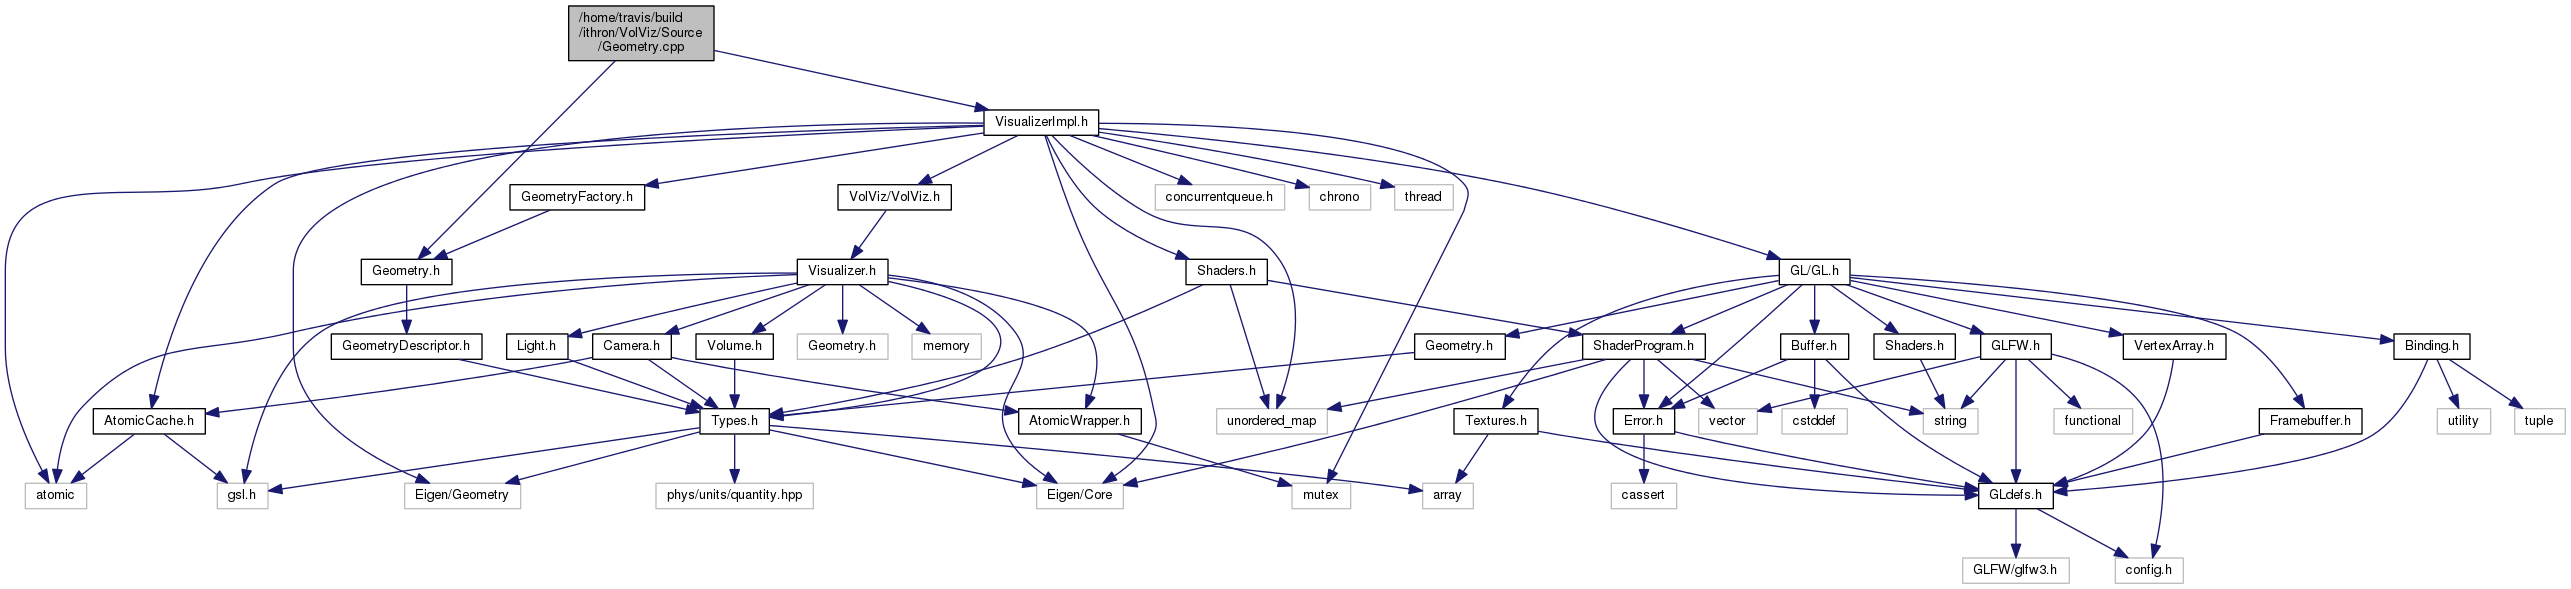 /home/travis/build
/ithron/VolViz/Source
/Geometry.cpp
VisualizerImpl.h
GeometryFactory.h
VolViz/VolViz.h
concurrentqueue.h
chrono
thread
Geometry.h
Visualizer.h
Shaders.h
GL/GL.h
GeometryDescriptor.h
Light.h
Camera.h
Volume.h
Geometry.h
memory
Geometry.h
ShaderProgram.h
Buffer.h
Shaders.h
GLFW.h
VertexArray.h
Binding.h
AtomicCache.h
Types.h
AtomicWrapper.h
unordered_map
Textures.h
Error.h
vector
cstddef
string
functional
Framebuffer.h
utility
tuple
atomic
gsl.h
Eigen/Geometry
phys/units/quantity.hpp
Eigen/Core
mutex
array
cassert
GLdefs.h
GLFW/glfw3.h
config.h